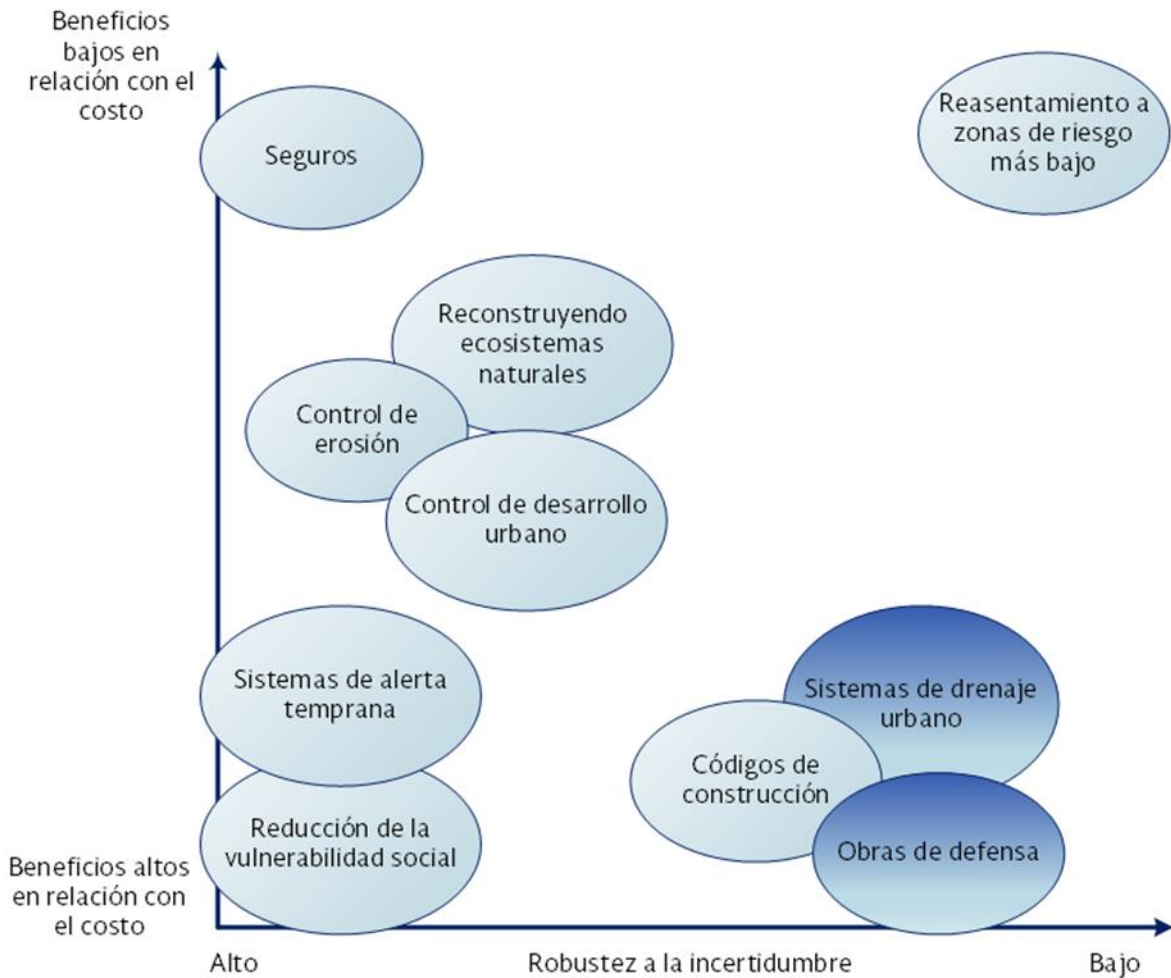 Beneficios
bajos en
relación con el
costo
Seguros
Reasentamiento a
zonas de riesgo
más bajo
Reconstruyendo
ecosistemas
naturales
Control de
erosión
Control de desarrollo
urbano
Sistemas de alerta
temprana
Sistemas de drenaje
urbano
Códigos de
construcción
Reducción de la
vulnerabilidad social
Obras de defensa
Beneficios altos
en relación con
el costo
Alto
Robustez a la incertidumbre
Bajo